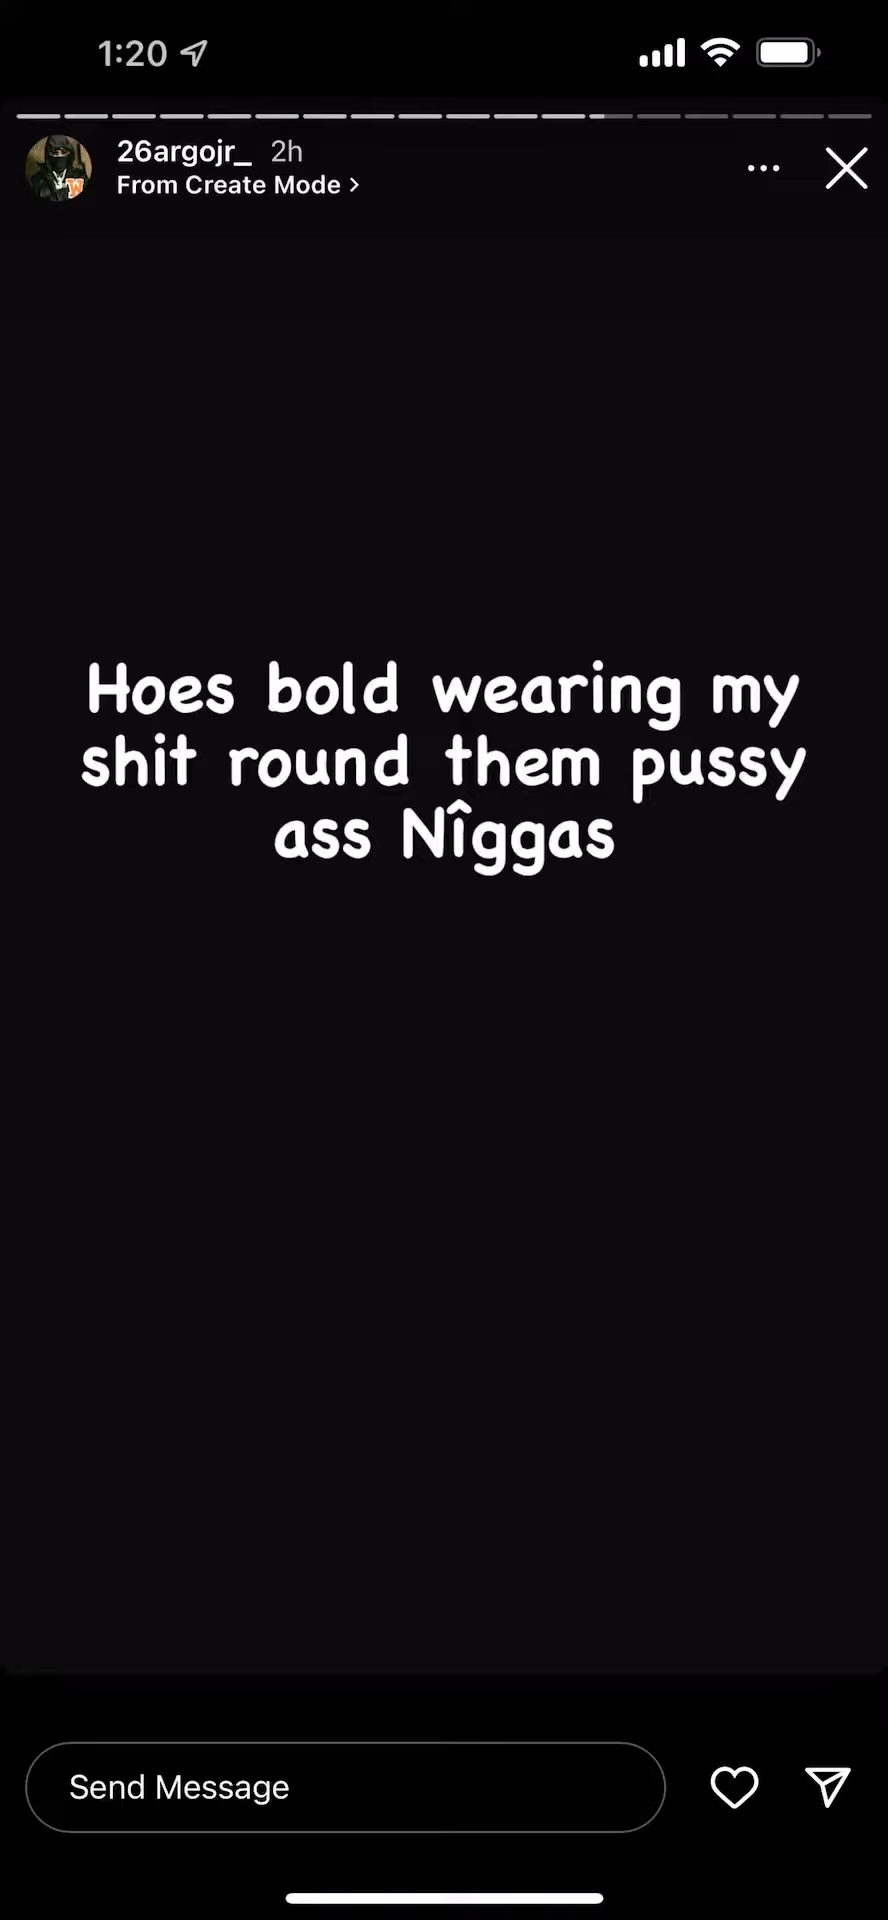 1:20
26argojr_ 2h
From Create Mode >
Hoes bold wearing my
shit round them pussy
ass Nîggas
Send Message